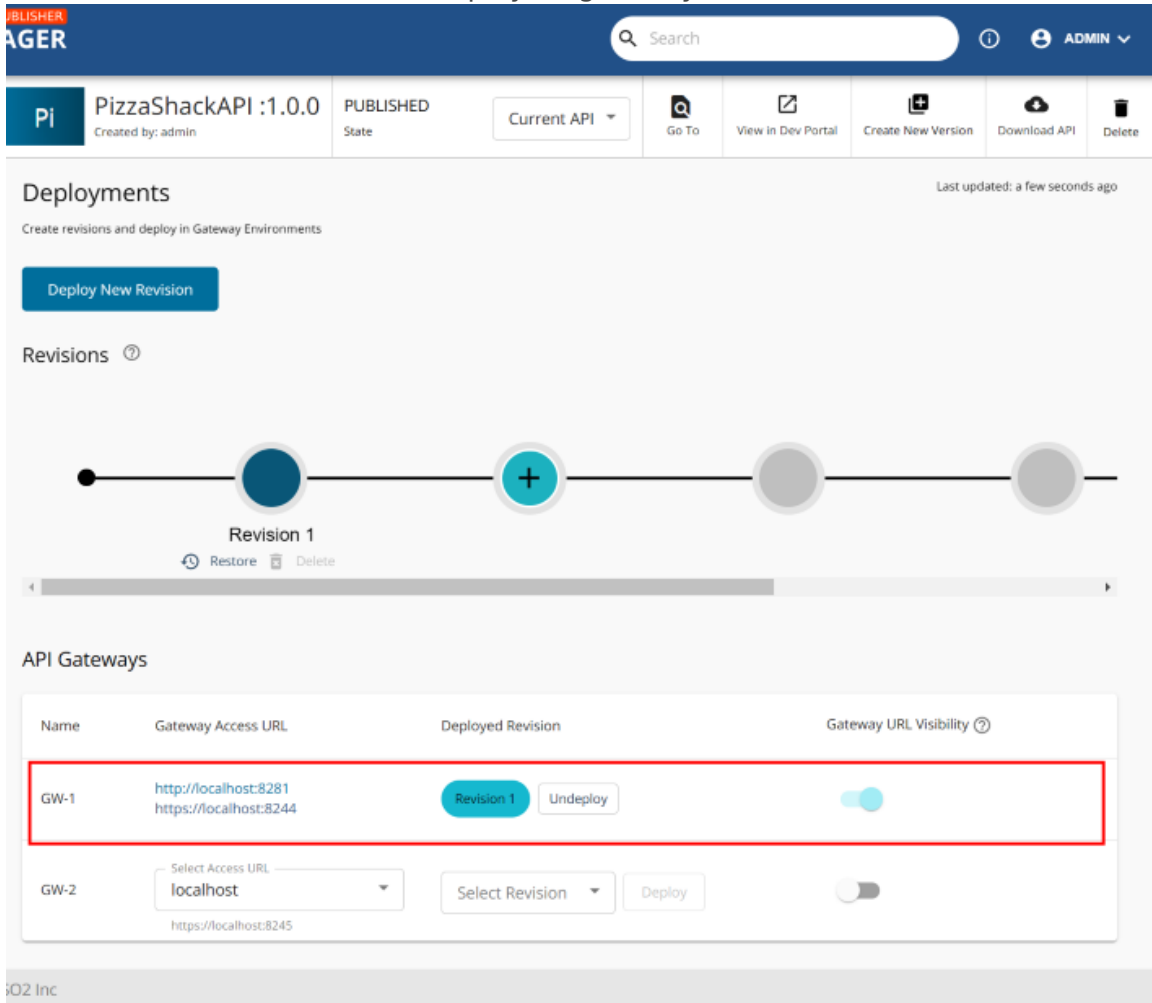 PUBLISHER
AGER
Search
ADMIN
Pi
PizzaShackAPI :1.0.0
Created by: admin
PUBLISHED
State
Current API
Go To
View in Dev Portal
Create New Version
Download API
Delete
Deployments
Last updated: a few seconds ago
Create revisions and deploy in Gateway Environments
Deploy New Revision
Revisions
+
Revision 1
Restore
Delete
API Gateways
Name
Gateway Access URL
Deployed Revision
Gateway URL Visibility
GW-1
http://localhost:8281
https://localhost:8244
Revision 1
Undeploy
GW-2
Select Access URL
localhost
https://localhost:8245
Select Revision
Deploy
SO2 Inc